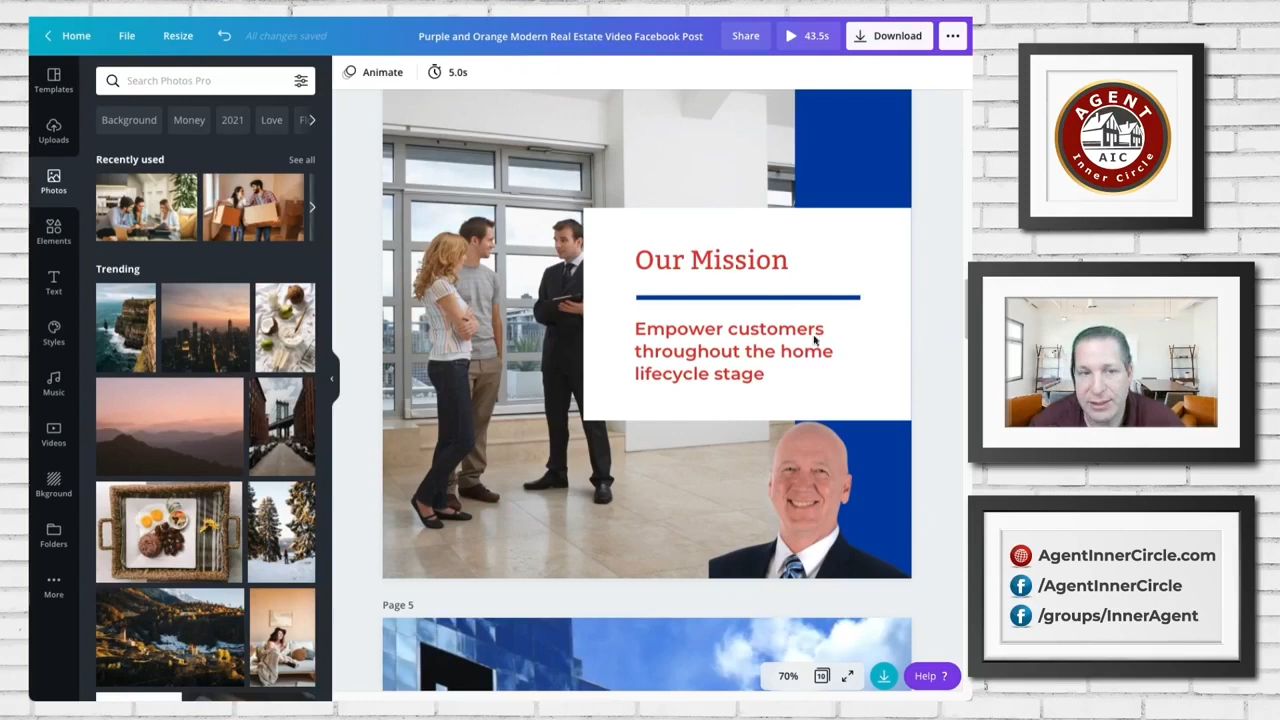 Home
File
Resize
All changes saved
Purple and Orange Modern Real Estate Video Facebook Post
Share
43.5s
Download
Templates
Uploads
Photos
Elements
Text
Styles
Music
Videos
Bkground
Folders
More
Search Photos Pro
Background
Money
2021
Love
Recently used
See all
Trending
Animate
5.0s
Our Mission
Empower customers
throughout the home
lifecycle stage
Page 5
70%
10
Help ?
AGENT
AIC
Inner Circle
AgentInnerCircle.com
/AgentInnerCircle
/groups/InnerAgent